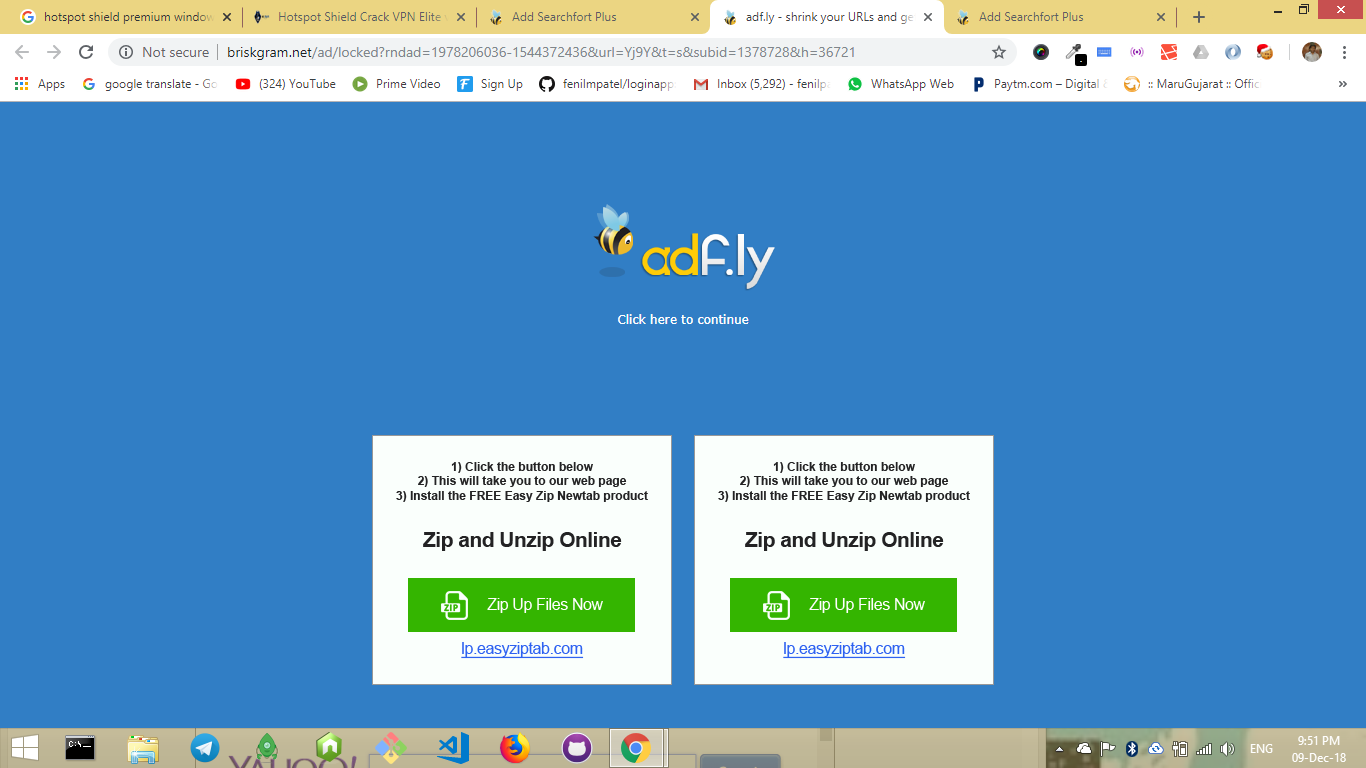 hotspot shield premium window
Hotspot Shield Crack VPN Elite
Add Searchfort Plus
adf.ly - shrink your URLs and ge
Add Searchfort Plus
Not secure
briskgram.net/ad/locked?rndad=1978206036-1544372436&url=Yj9Y&t=s&subid=1378728&h=36721
Apps
google translate - Go
(324) YouTube
Prime Video
Sign Up
fenilmpatel/loginapp
Inbox (5,292) - fenilp
WhatsApp Web
Paytm.com – Digital
:: MaruGujarat :: Offic
adf.ly
Click here to continue
1) Click the button below
2) This will take you to our web page
3) Install the FREE Easy Zip Newtab product
Zip and Unzip Online
ZIP
Zip Up Files Now
lp.easyziptab.com
1) Click the button below
2) This will take you to our web page
3) Install the FREE Easy Zip Newtab product
Zip and Unzip Online
ZIP
Zip Up Files Now
lp.easyziptab.com
YAHOO!
ENG
9:51 PM
09-Dec-18